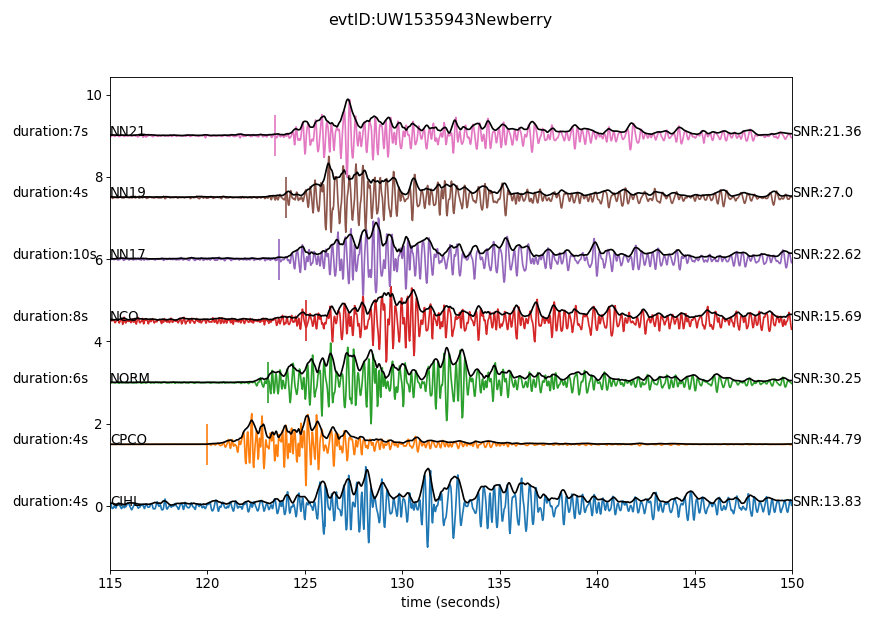 evtID:UW1535943Newberry
10
duration:7s NN21 SNR:21.36
8
duration:4s NN19 SNR:27.0
duration:10s NN17 SNR:22.62
6
duration:8s NCO SNR:15.69
4
duration:6s NORM SNR:30.25
2
duration:4s CPCO SNR:44.79
duration:4s CIHL SNR:13.83
0
115 120 125 130 135 140 145 150
time (seconds)